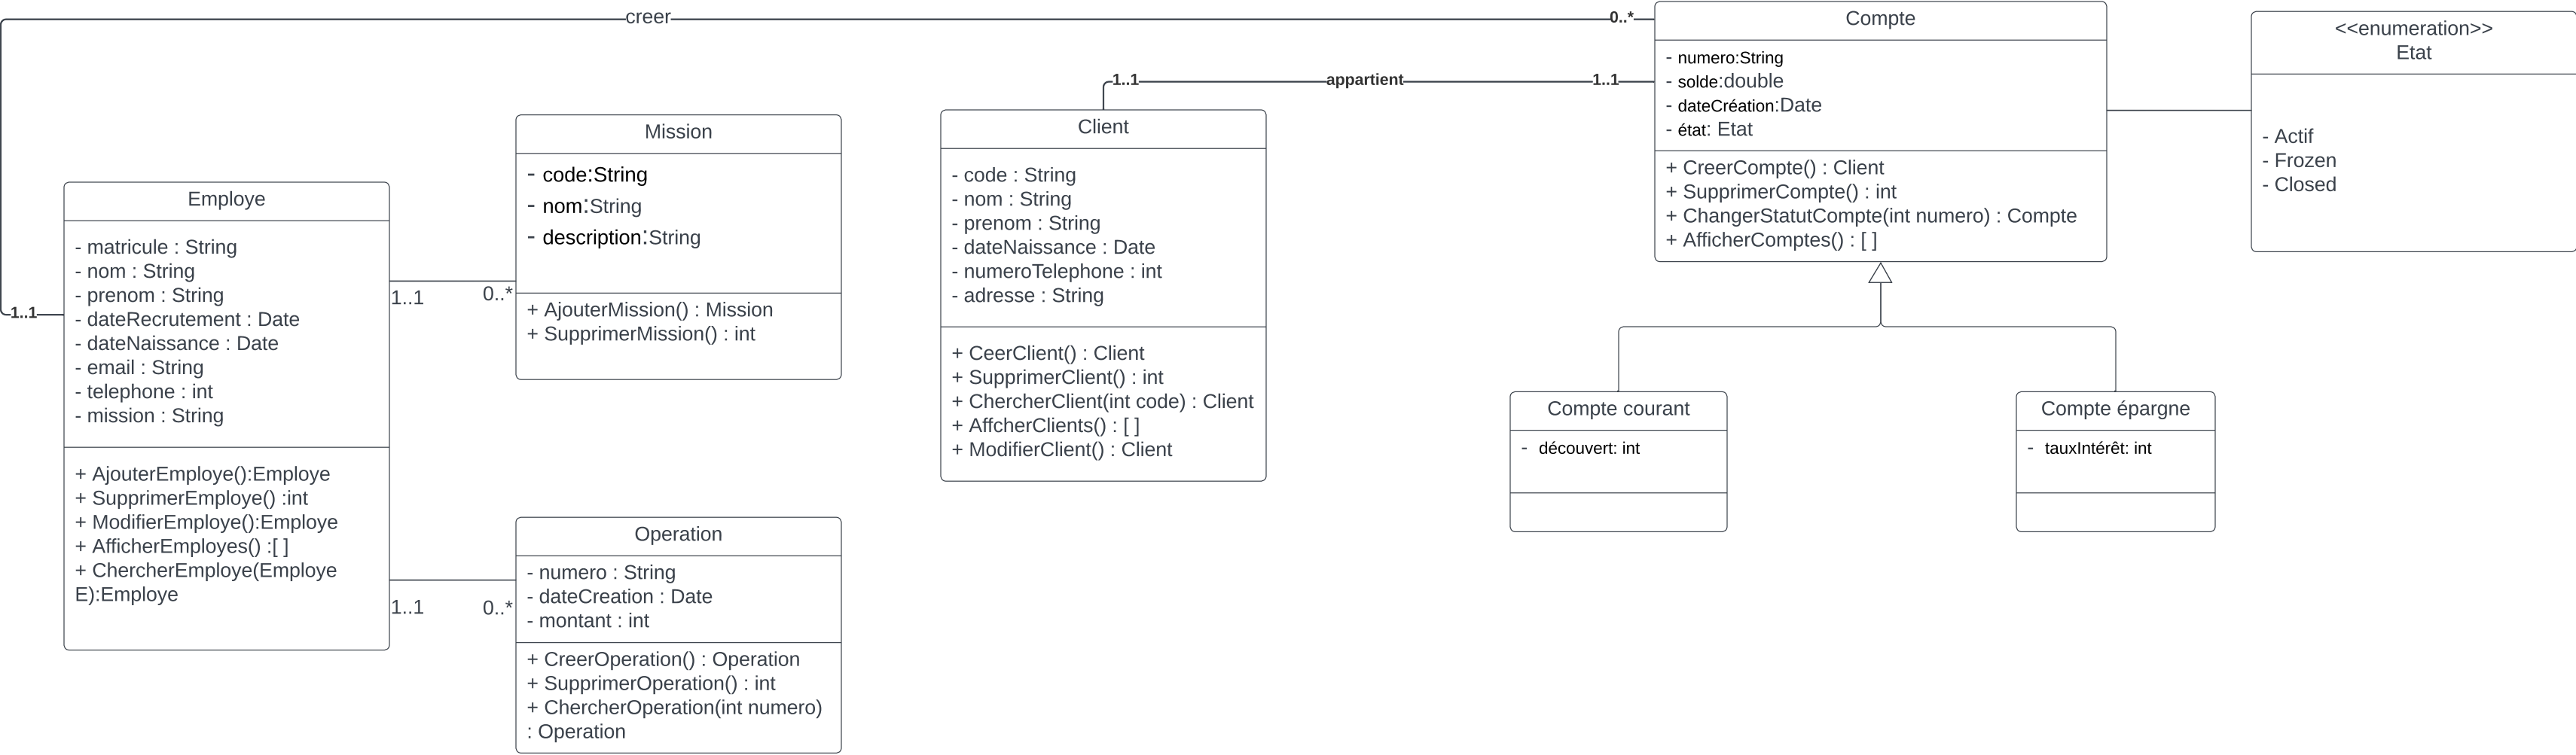 creer
0..*
1..1
appartient
1..1
Compte
- numero:String
- solde:double
- dateCréation:Date
- état: Etat
+ CreerCompte() : Client
+ SupprimerCompte() : int
+ ChangerStatutCompte(int numero) : Compte
+ AfficherComptes() : [ ]
<<enumeration>>
Etat
- Actif
- Frozen
- Closed
Mission
- code:String
- nom:String
- description:String
+ AjouterMission() : Mission
+ SupprimerMission() : int
Client
- code : String
- nom : String
- prenom : String
- dateNaissance : Date
- numeroTelephone : int
- adresse : String
+ CeerClient() : Client
+ SupprimerClient() : int
+ ChercherClient(int code) : Client
+ AffcherClients() : [ ]
+ ModifierClient() : Client
Employe
- matricule : String
- nom : String
- prenom : String
- dateRecrutement : Date
- dateNaissance : Date
- email : String
- telephone : int
- mission : String
+ AjouterEmploye():Employe
+ SupprimerEmploye() :int
+ ModifierEmploye():Employe
+ AfficherEmployes() :[ ]
+ ChercherEmploye(Employe
E):Employe
1..1
1..1
0..*
Compte courant
- découvert: int
Compte épargne
- tauxIntérêt: int
1..1
0..*
Operation
- numero : String
- dateCreation : Date
- montant : int
+ CreerOperation() : Operation
+ SupprimerOperation() : int
+ ChercherOperation(int numero)
: Operation